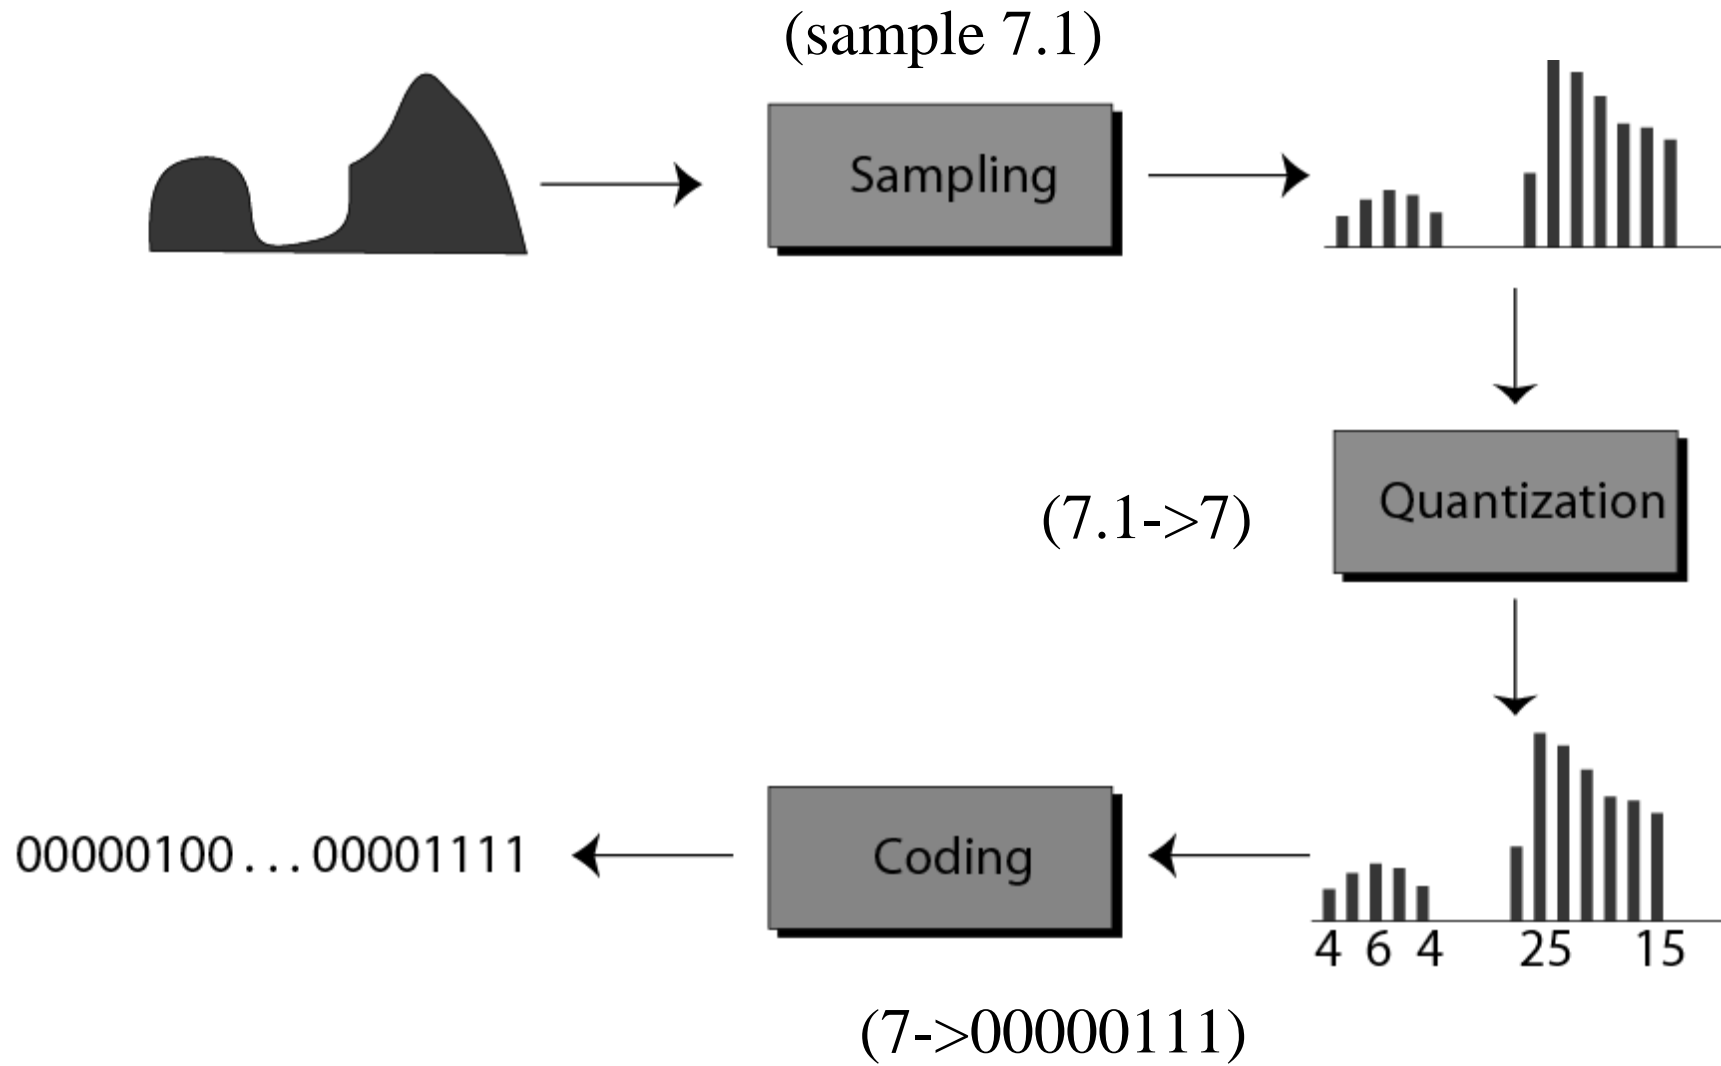 (sample 7.1)
Sampling
Quantization
(7.1->7)
4 6 4 25 15
Coding
00000100...00001111
(7->00000111)